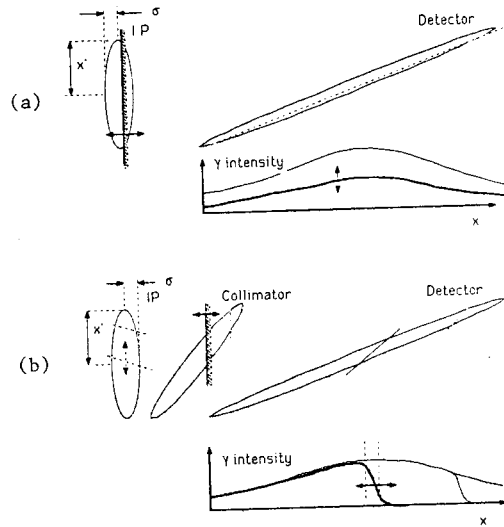 σ
IP
x'
(a)
Detector
Y intensity
x
σ
IP
x'
(b)
Collimator
Detector
Y intensity
x